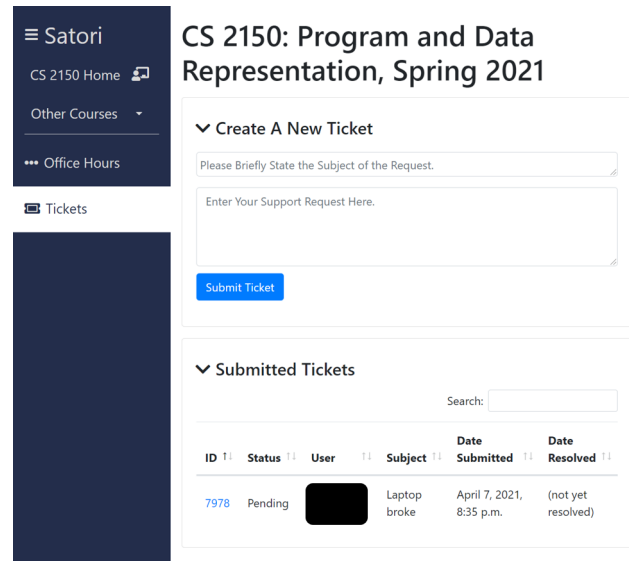 Satori
CS 2150 Home
Other Courses
Office Hours
Tickets
CS 2150: Program and Data
Representation, Spring 2021
Create A New Ticket
Please Briefly State the Subject of the Request.
Enter Your Support Request Here.
Submit Ticket
Submitted Tickets
Search:
ID Status User Subject Date Submitted Date Resolved
7978 Pending Laptop broke April 7, 2021, 8:35 p.m. (not yet resolved)